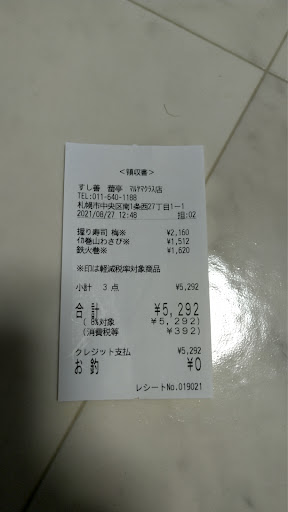 <領収書>
すし善 薹亭 マルヤマクラス店
TEL:011-640-1188
札幌市中央区南1条西27丁目1-1
2021/08/27 12:48 担:02
握り寿司 梅※ ¥2,160
イカ巻山わさび※ ¥1,512
鉄火巻※ ¥1,620
※印は軽減税率対象商品
小計 3 点 ¥5,292
合 計 ¥5,292
( 8%対象 ¥5,292)
(消費税等 ¥392)
クレジット支払 ¥5,292
お 釣 ¥0
レシートNo.019021